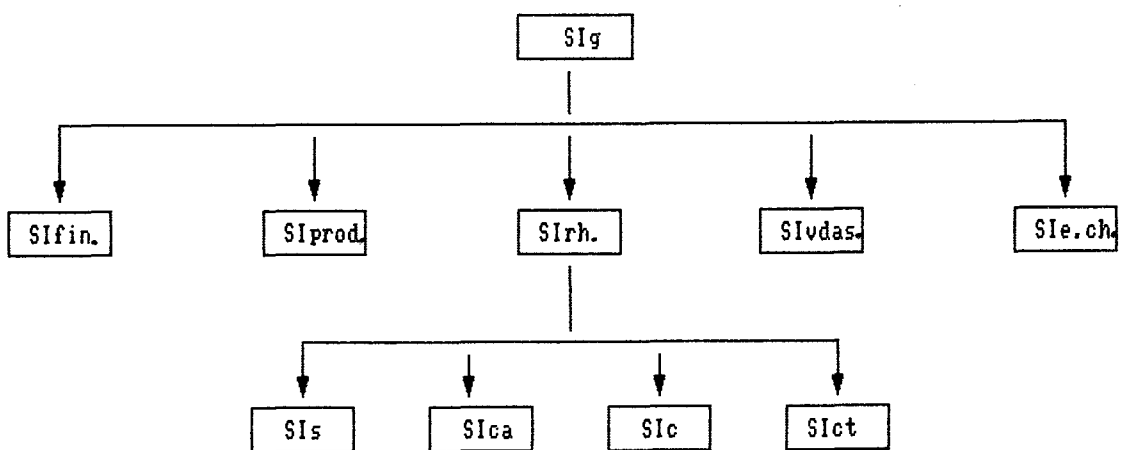 SIg
SIfin. SIprod. SIrh. SIvdas. SIe.ch.
SIs SIca SIc SIct